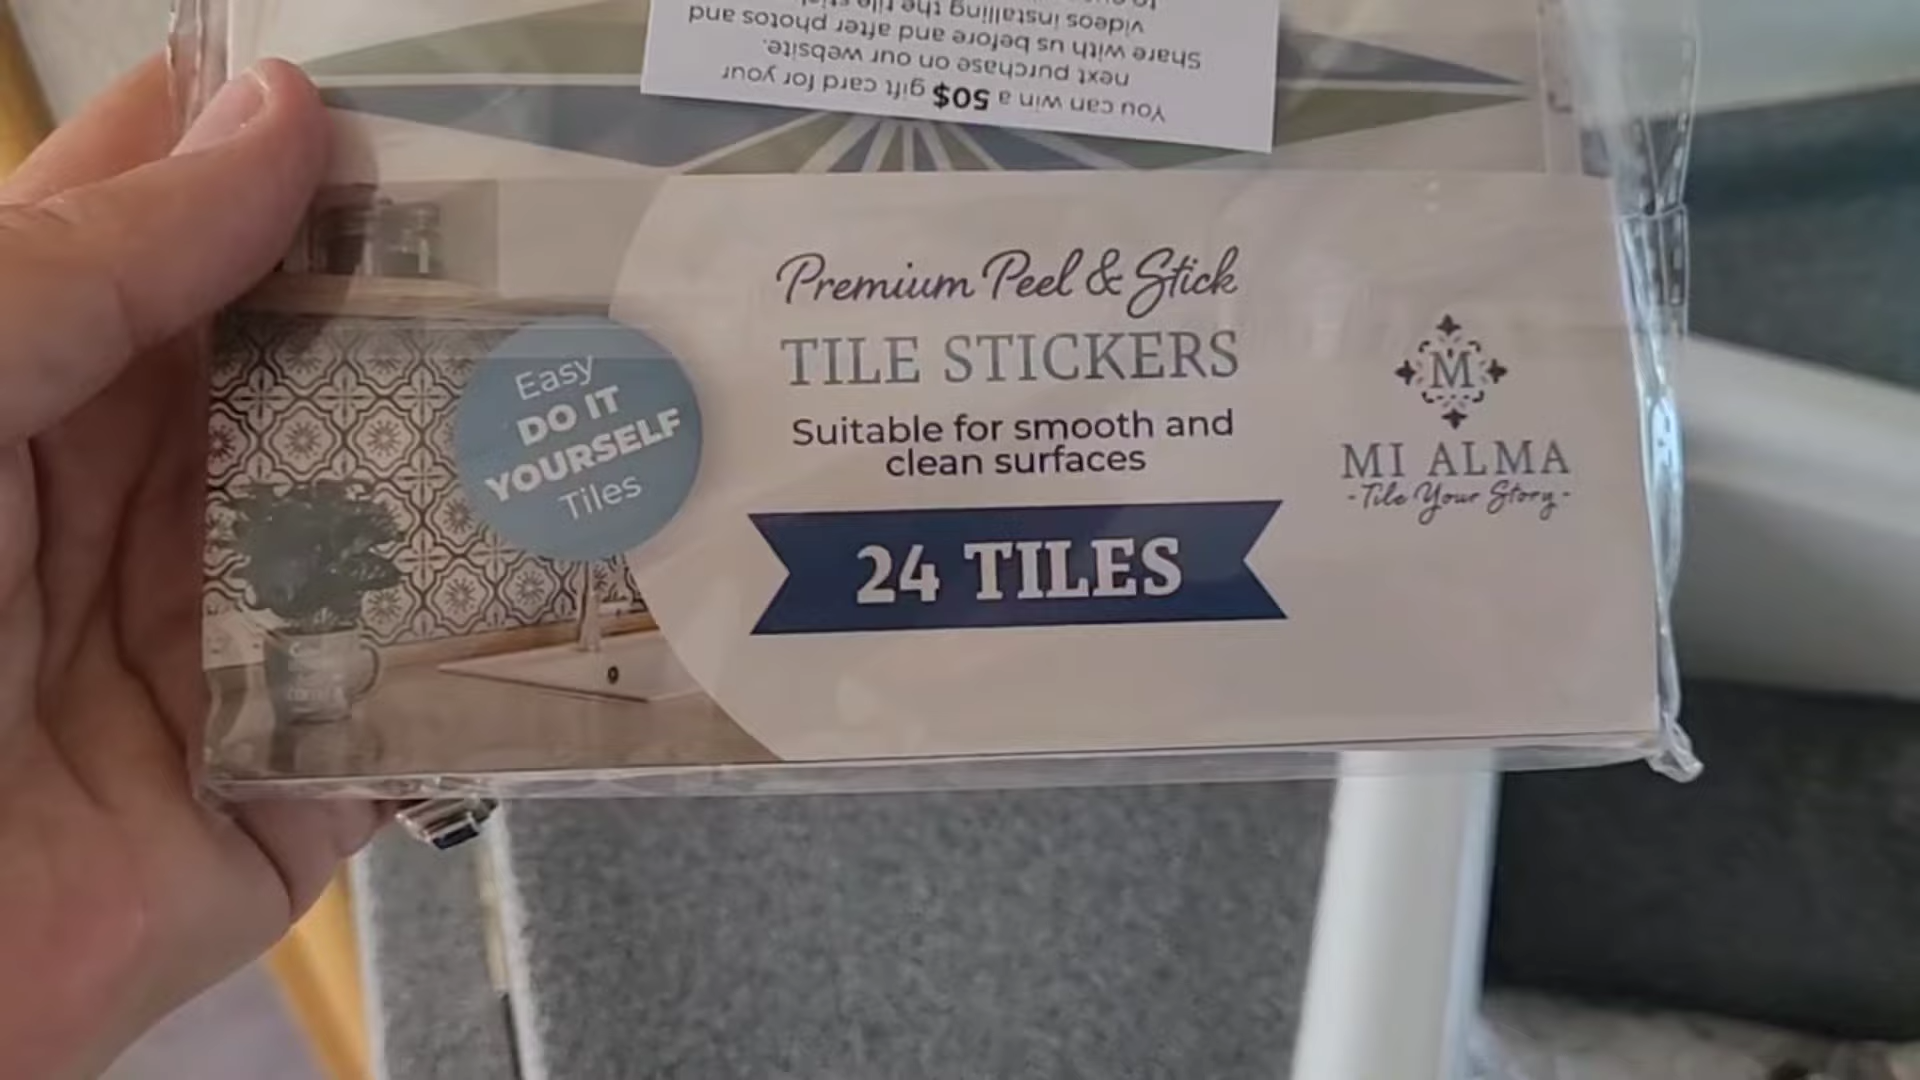 You can win a 50$ gift card for your
next purchase on our website.
Share with us before and after photos and
videos installing the tile
Premium Peel & Stick
TILE STICKERS
Suitable for smooth and
clean surfaces
24 TILES
Easy
DO IT
YOURSELF
Tiles
M
MI ALMA
-Tile Your Story-